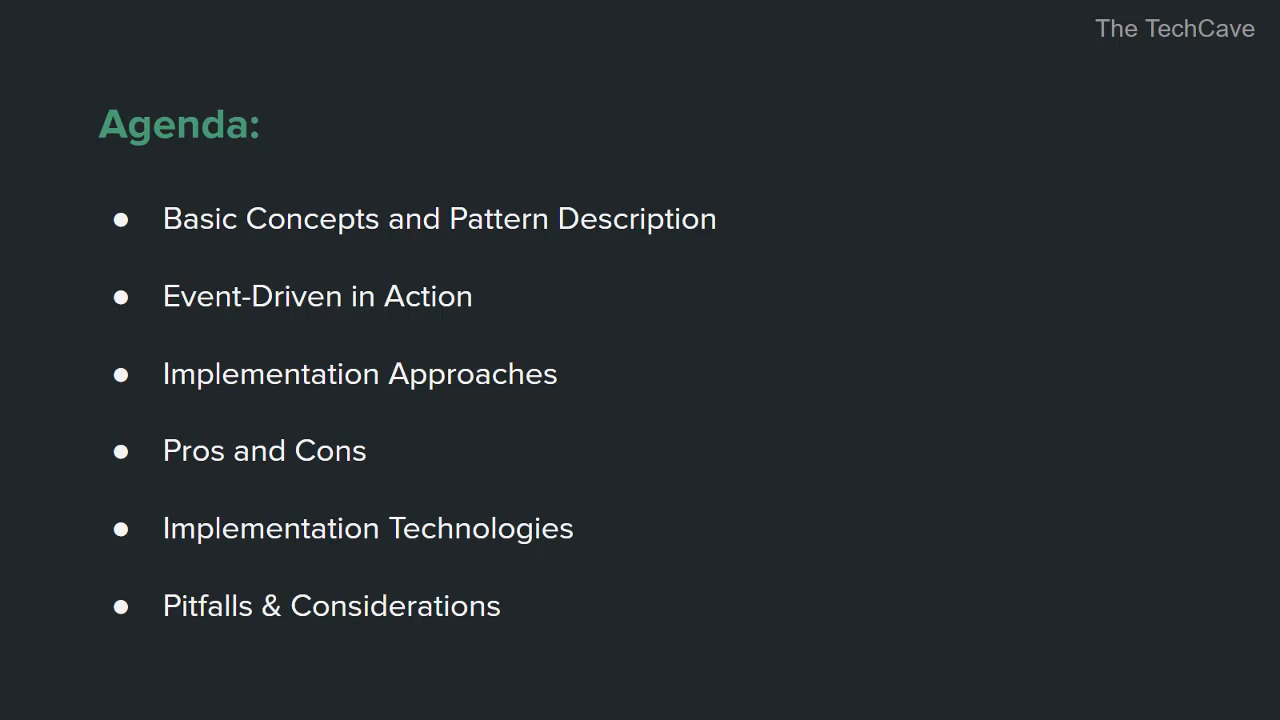 The TechCave
Agenda:
● Basic Concepts and Pattern Description
● Event-Driven in Action
● Implementation Approaches
● Pros and Cons
● Implementation Technologies
● Pitfalls & Considerations